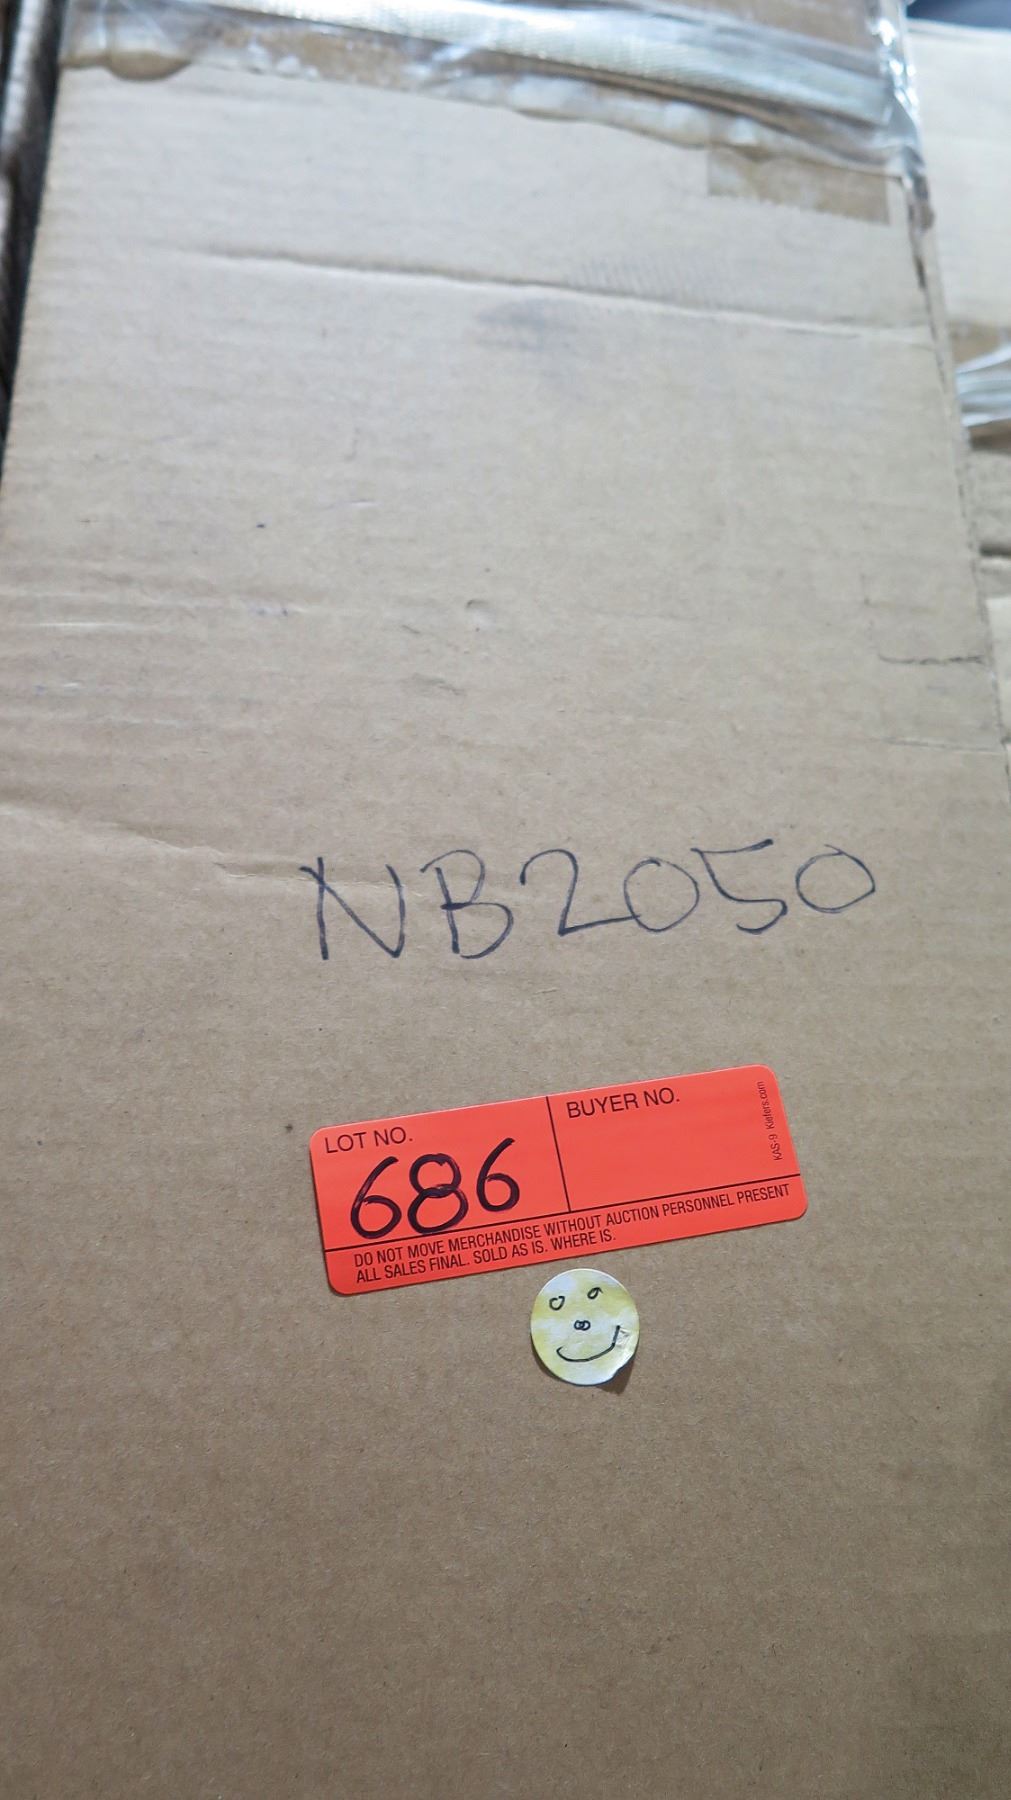 NB2050
LOT NO.
686
BUYER NO.
KAS-9 Kiefers.com
DO NOT MOVE MERCHANDISE WITHOUT AUCTION PERSONNEL PRESENT
ALL SALES FINAL. SOLD AS IS. WHERE IS.